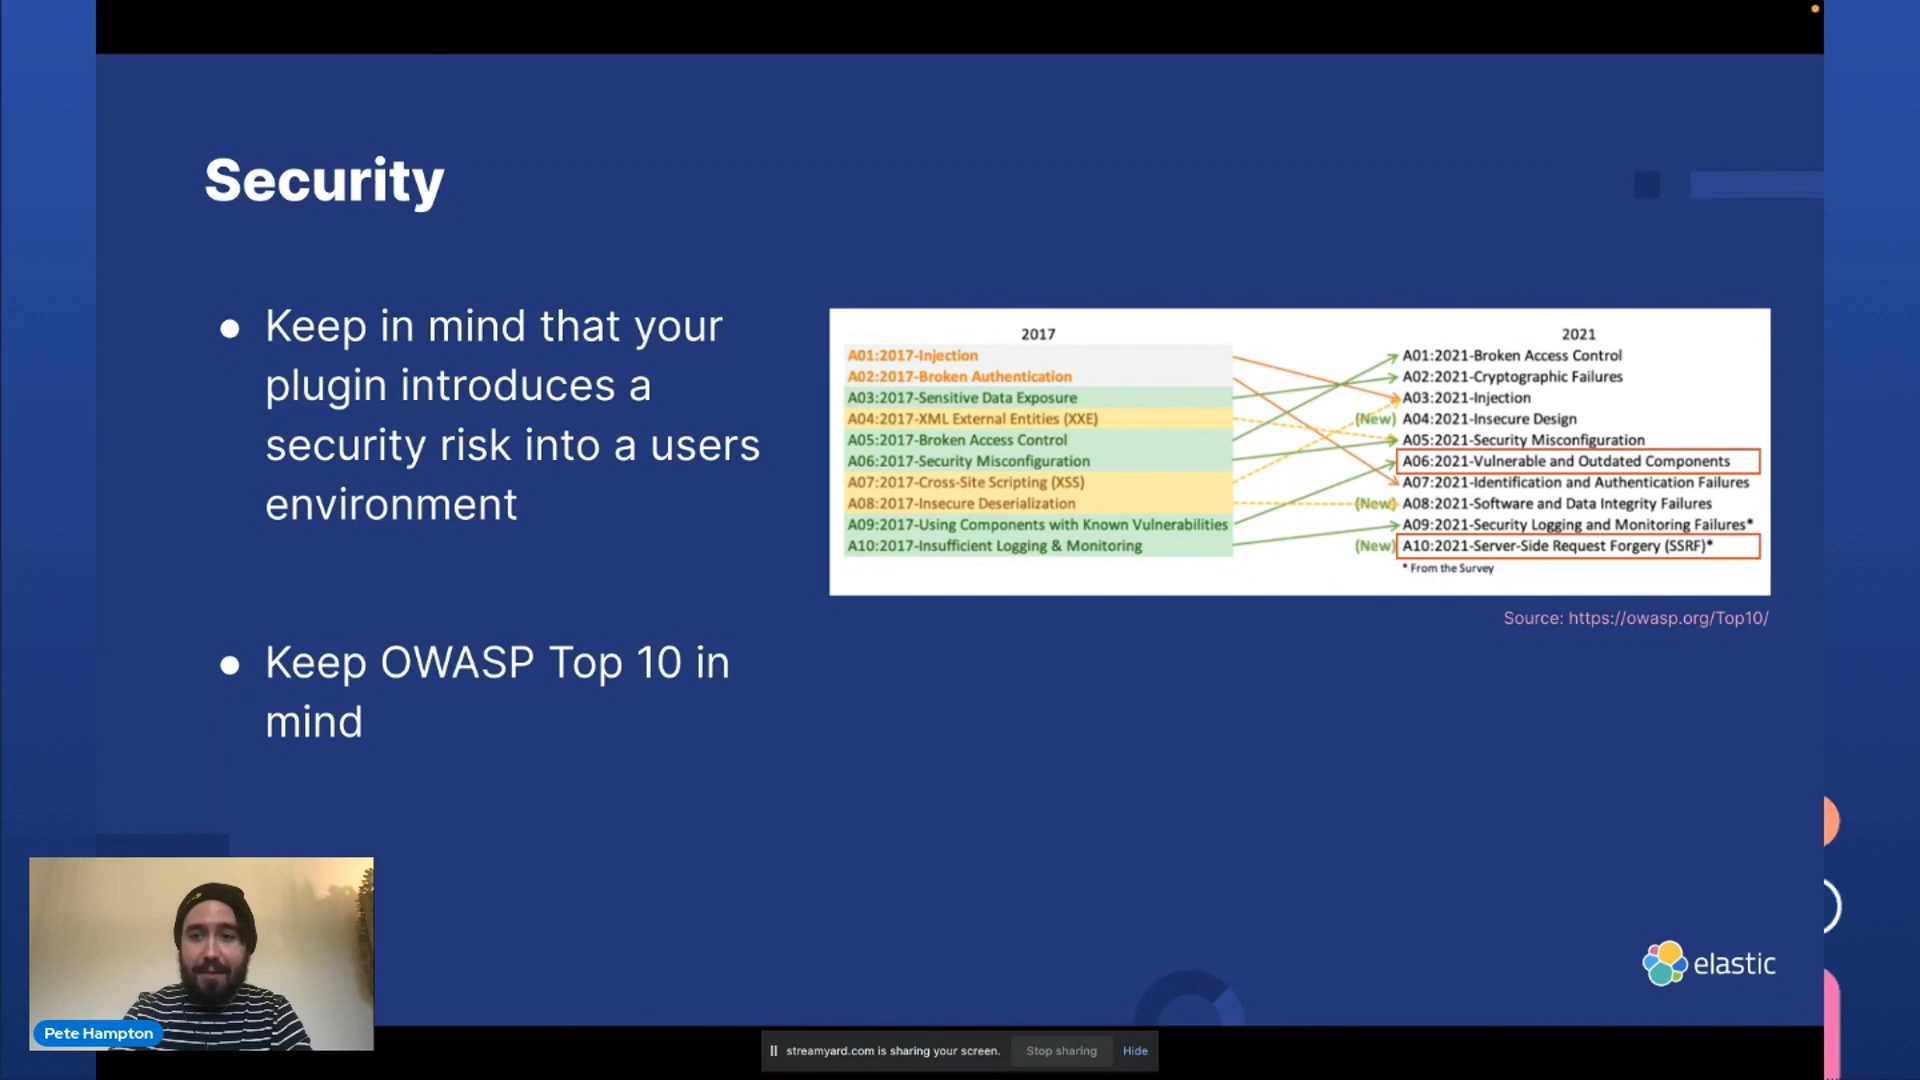 Security
● Keep in mind that your
plugin introduces a
security risk into a users
environment
● Keep OWASP Top 10 in
mind
2017
A01:2017-Injection
A02:2017-Broken Authentication
A03:2017-Sensitive Data Exposure
A04:2017-XML External Entities (XXE)
A05:2017-Broken Access Control
A06:2017-Security Misconfiguration
A07:2017-Cross-Site Scripting (XSS)
A08:2017-Insecure Deserialization
A09:2017-Using Components with Known Vulnerabilities
A10:2017-Insufficient Logging & Monitoring
2021
A01:2021-Broken Access Control
A02:2021-Cryptographic Failures
A03:2021-Injection
(New) A04:2021-Insecure Design
A05:2021-Security Misconfiguration
A06:2021-Vulnerable and Outdated Components
A07:2021-Identification and Authentication Failures
(New) A08:2021-Software and Data Integrity Failures
A09:2021-Security Logging and Monitoring Failures*
(New) A10:2021-Server-Side Request Forgery (SSRF)*
* From the Survey
Source: https://owasp.org/Top10/
elastic
Pete Hampton
streamyard.com is sharing your screen. Stop sharing Hide